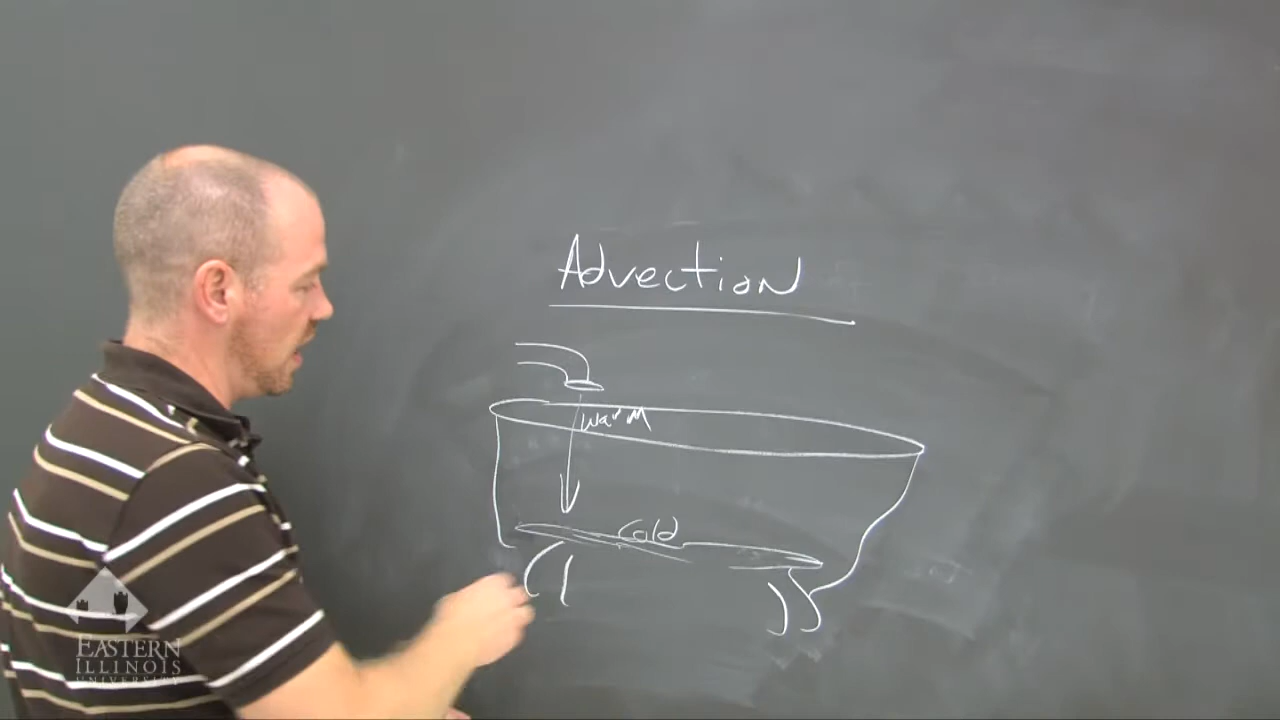 Advection
warm
Cold
EASTERN
ILLINOIS
UNIVERSITY